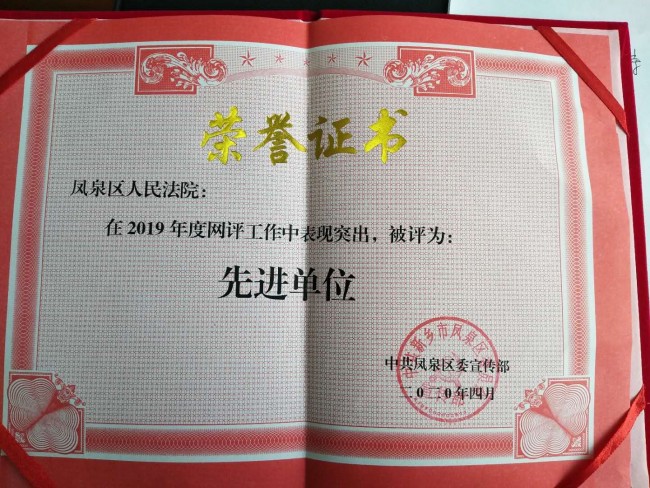 荣誉证书
凤泉区人民法院：
在2019年度网评工作中表现突出，被评为：
先进单位
中共凤泉区委宣传部
二〇二〇年四月